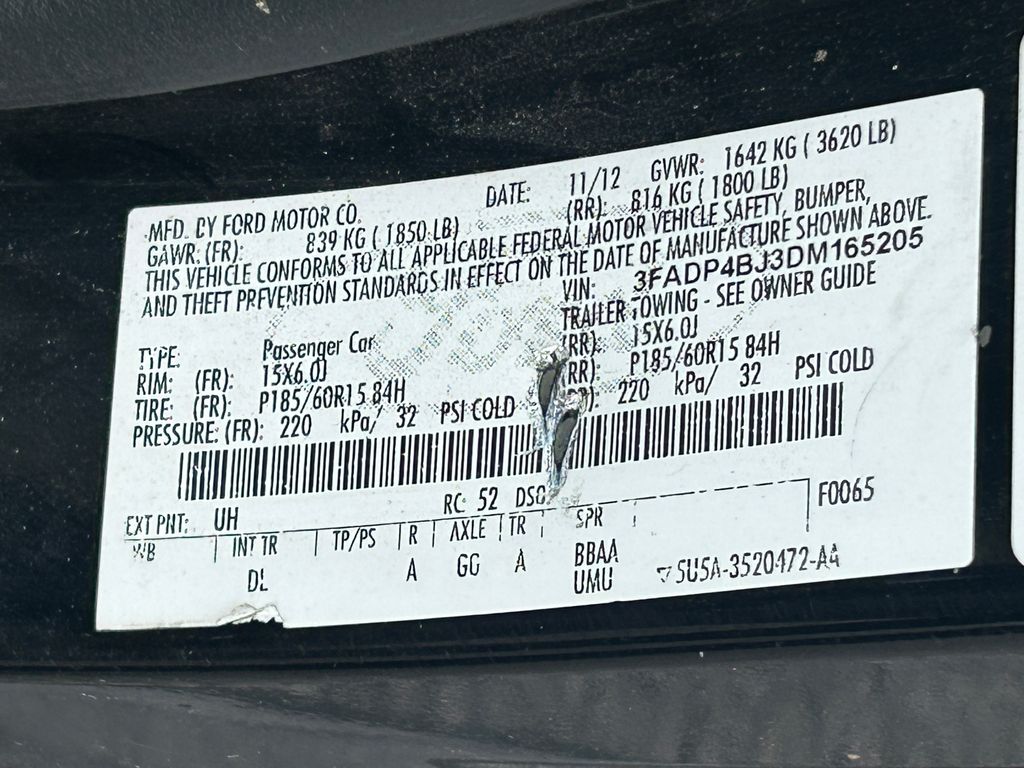 MFD. BY FORD MOTOR CO. DATE: 11/12 GVWR: 1642 KG ( 3620 LB)
GAWR: (FR): 839 KG ( 1850 LB) (RR): 816 KG ( 1800 LB)
THIS VEHICLE CONFORMS TO ALL APPLICABLE FEDERAL MOTOR VEHICLE SAFETY, BUMPER,
AND THEFT PREVENTION STANDARDS IN EFFECT ON THE DATE OF MANUFACTURE SHOWN ABOVE.
VIN: 3FADP4BJ3DM165205
TYPE: Passenger Car TRAILER TOWING - SEE OWNER GUIDE
RIM: (FR): 15X6.0J (RR): 15X6.0J
TIRE: (FR): P185/60R15 84H (RR): P185/60R15 84H
PRESSURE: (FR): 220 kPa/ 32 PSI COLD 220 kPa/ 32 PSI COLD
EXT PNT: UH RC: 52 F0065
WB INT TR TP/PS R AXLE TR SPR
DL A GG A BBAA
UMU 5U5A-3520472-AA